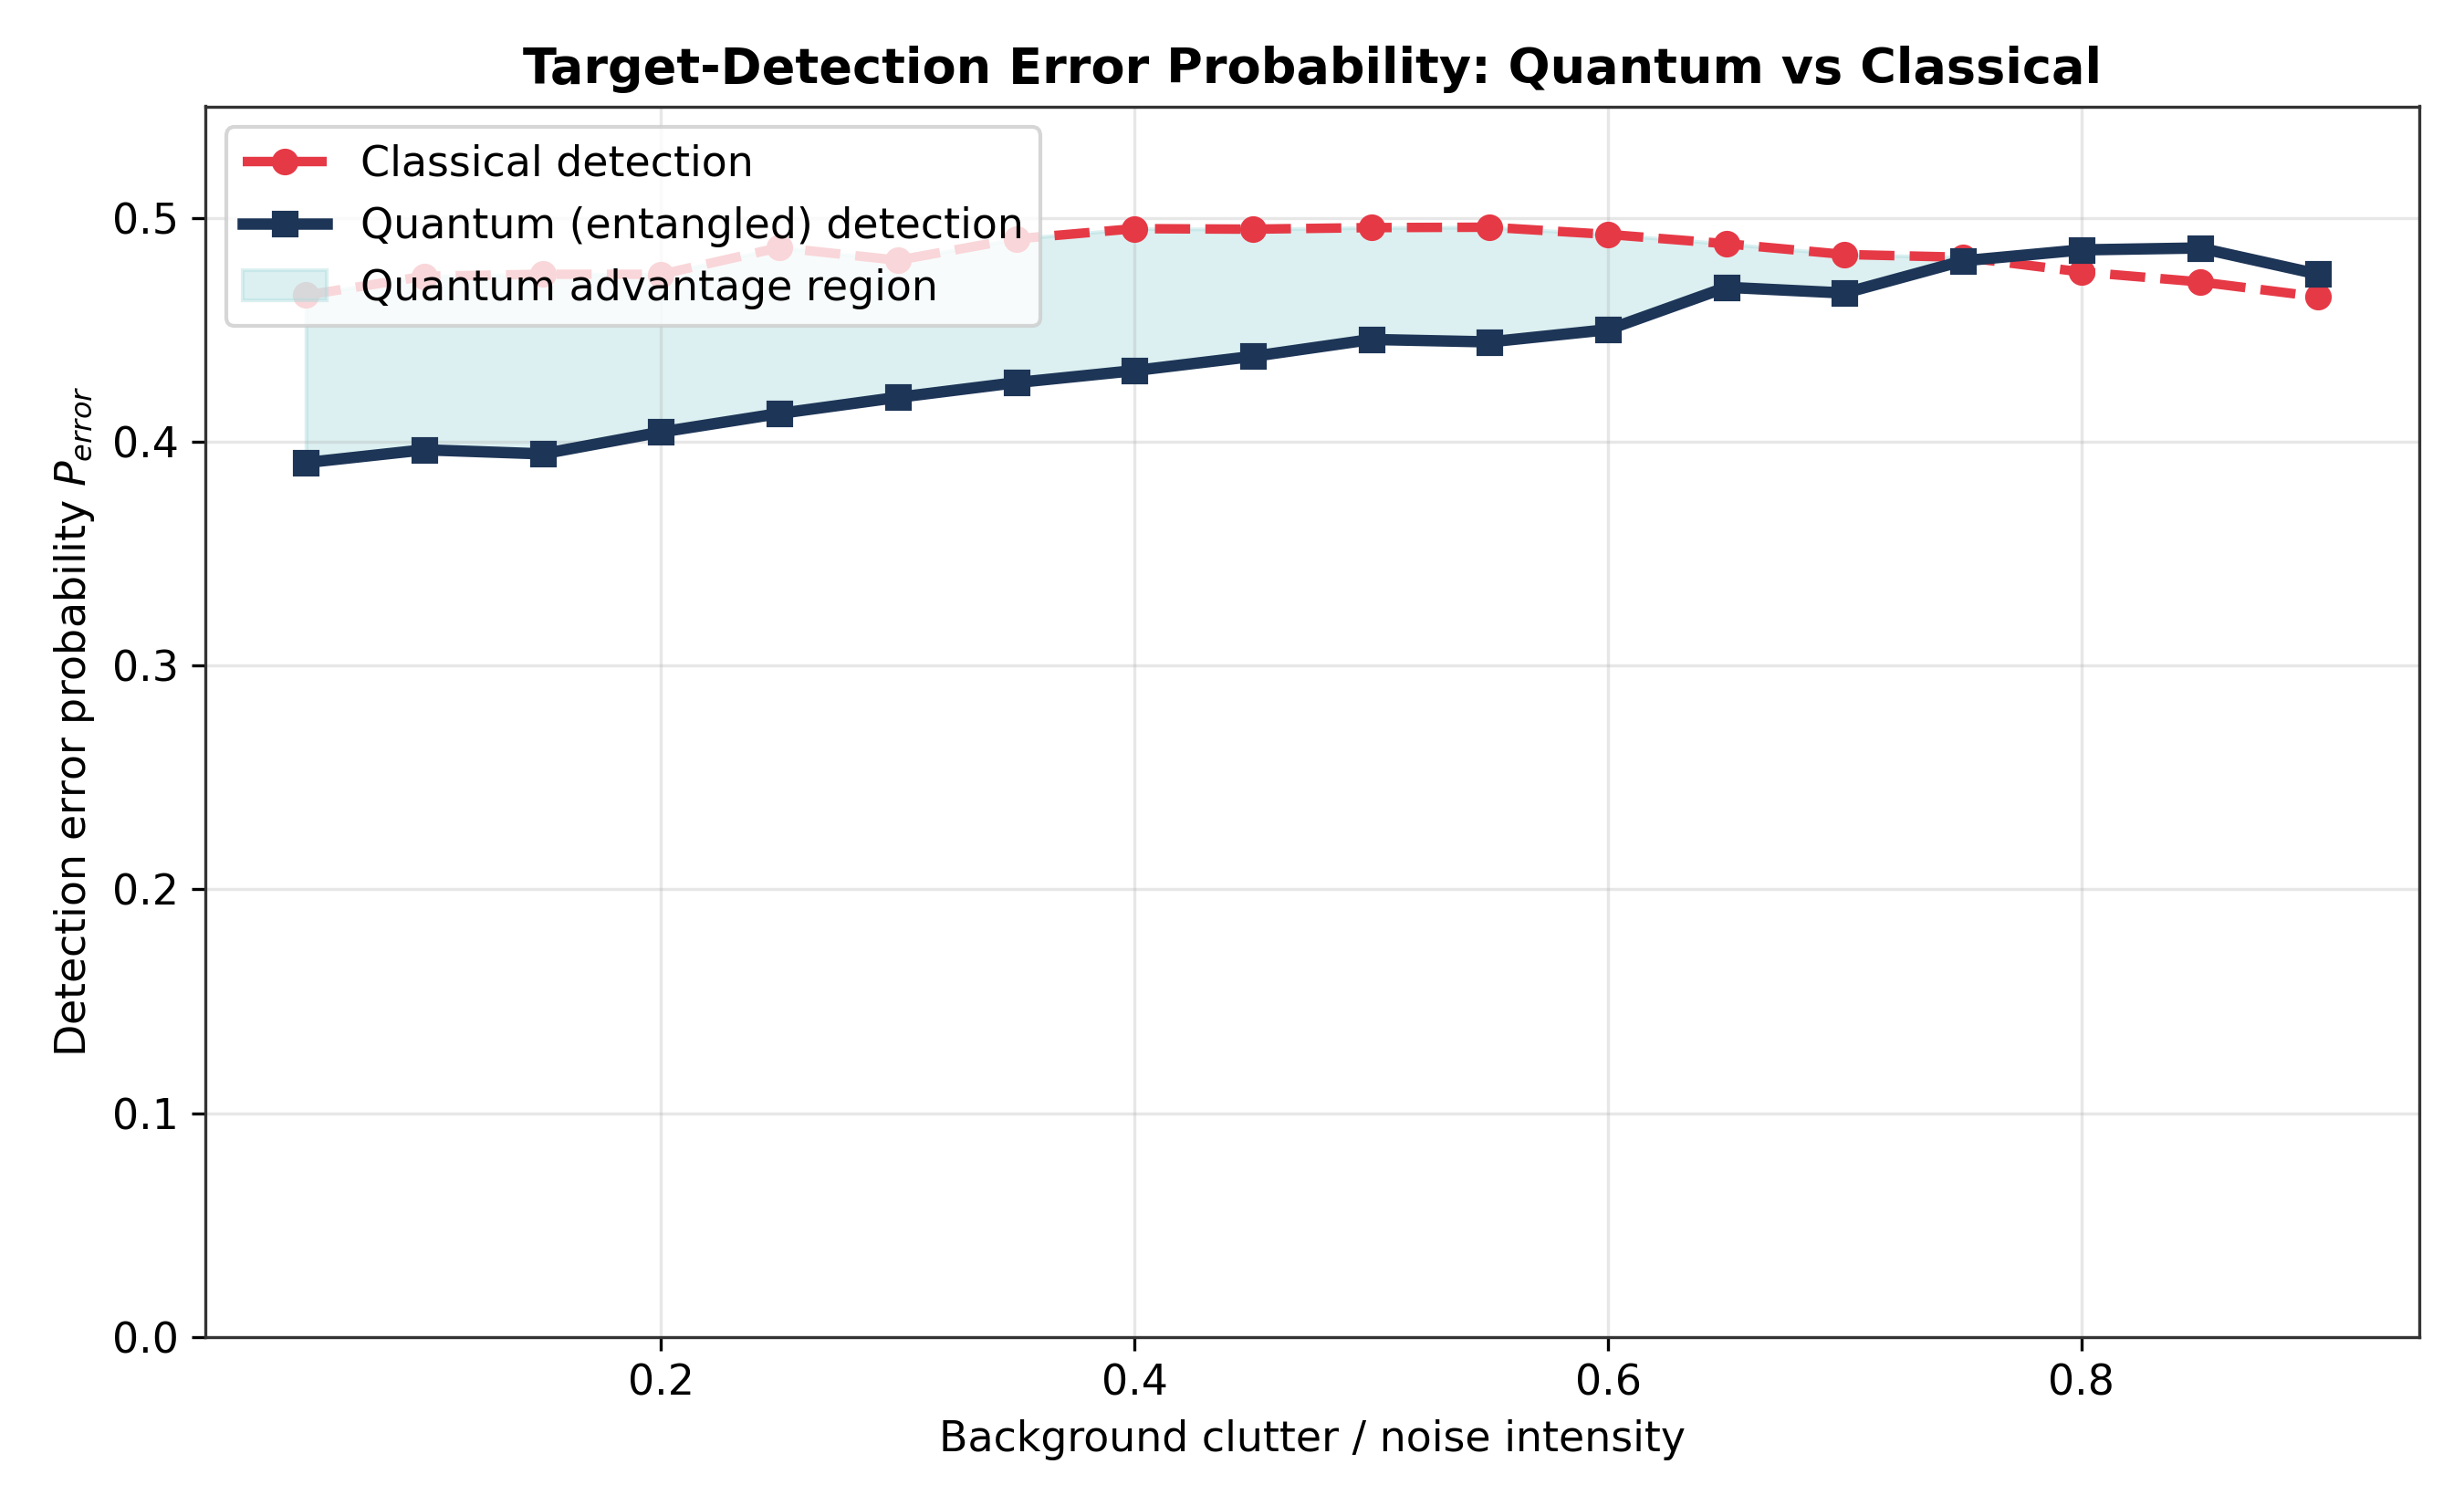 Target-Detection Error Probability: Quantum vs Classical
Classical detection
Quantum (entangled) detection
Quantum advantage region
Detection error probability P_error
0.5
0.4
0.3
0.2
0.1
0.0
0.2 0.4 0.6 0.8
Background clutter / noise intensity